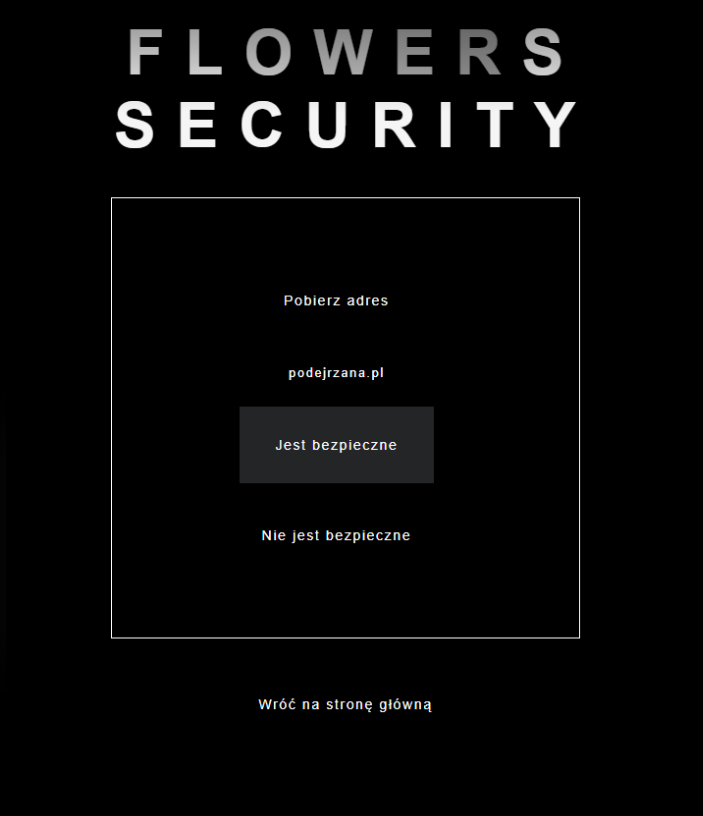 FLOWERS
SECURITY
Pobierz adres
podejrzana.pl
Jest bezpieczne
Nie jest bezpieczne
Wróć na stronę główną